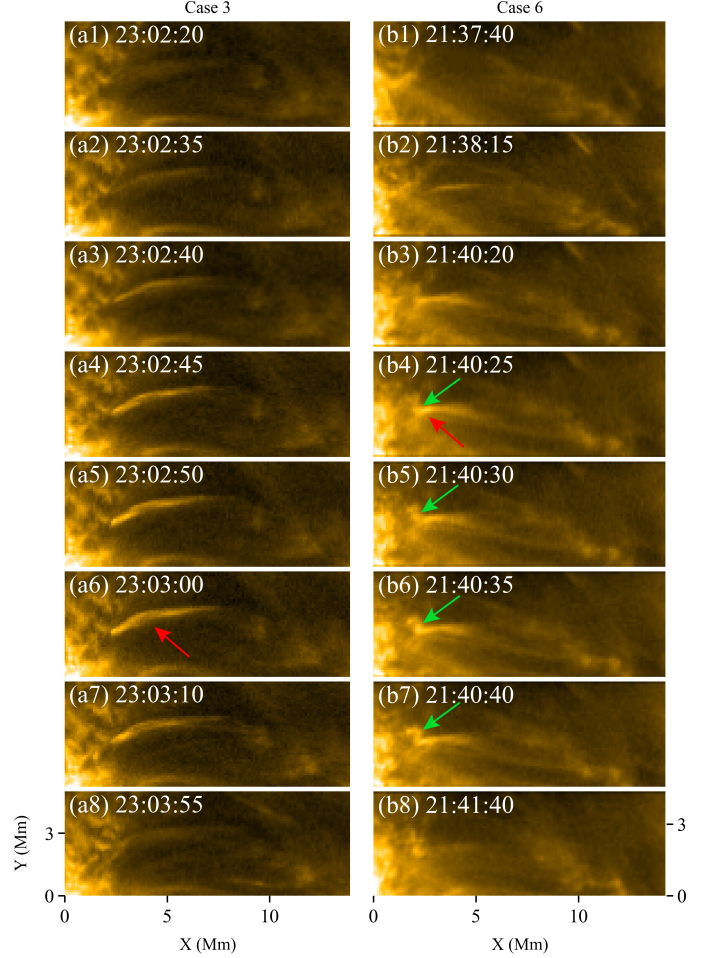 Case 3 Case 6
(a1) 23:02:20 (b1) 21:37:40
(a2) 23:02:35 (b2) 21:38:15
(a3) 23:02:40 (b3) 21:40:20
(a4) 23:02:45 (b4) 21:40:25
(a5) 23:02:50 (b5) 21:40:30
(a6) 23:03:00 (b6) 21:40:35
(a7) 23:03:10 (b7) 21:40:40
(a8) 23:03:55 (b8) 21:41:40
Y (Mm)
3 3
0 0
0 5 10 0 5 10
X (Mm) X (Mm)